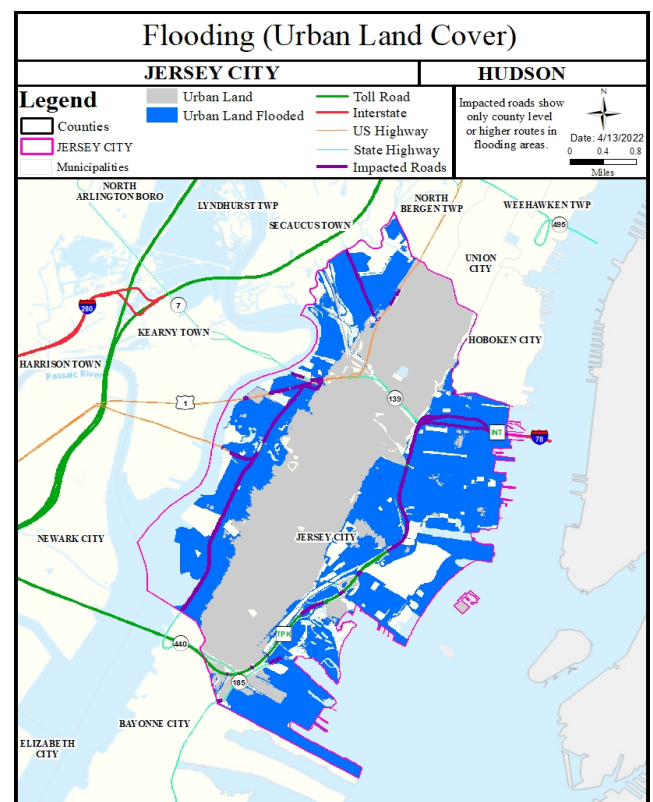 Flooding (Urban Land Cover)
JERSEY CITY
HUDSON
Legend
Counties
JERSEY CITY
Municipalities
Urban Land
Urban Land Flooded
Toll Road
Interstate
US Highway
State Highway
Impacted Roads
Impacted roads show
only county level
or higher routes in
flooding areas.
N
Date: 4/13/2022
0 0.4 0.8
Miles
NORTH
ARLINGTON BORO
LYNDHURST TWP
SECAUCUS TOWN
NORTH
BERGEN TWP
WEEHAWKEN TWP
495
UNION
CITY
280
7
KEARNY TOWN
HOBOKEN CITY
HARRISON TOWN
Passaic River
1
139
INT
78
NEWARK CITY
JERSEY CITY
TPK
440
185
BAYONNE CITY
ELIZABETH
CITY